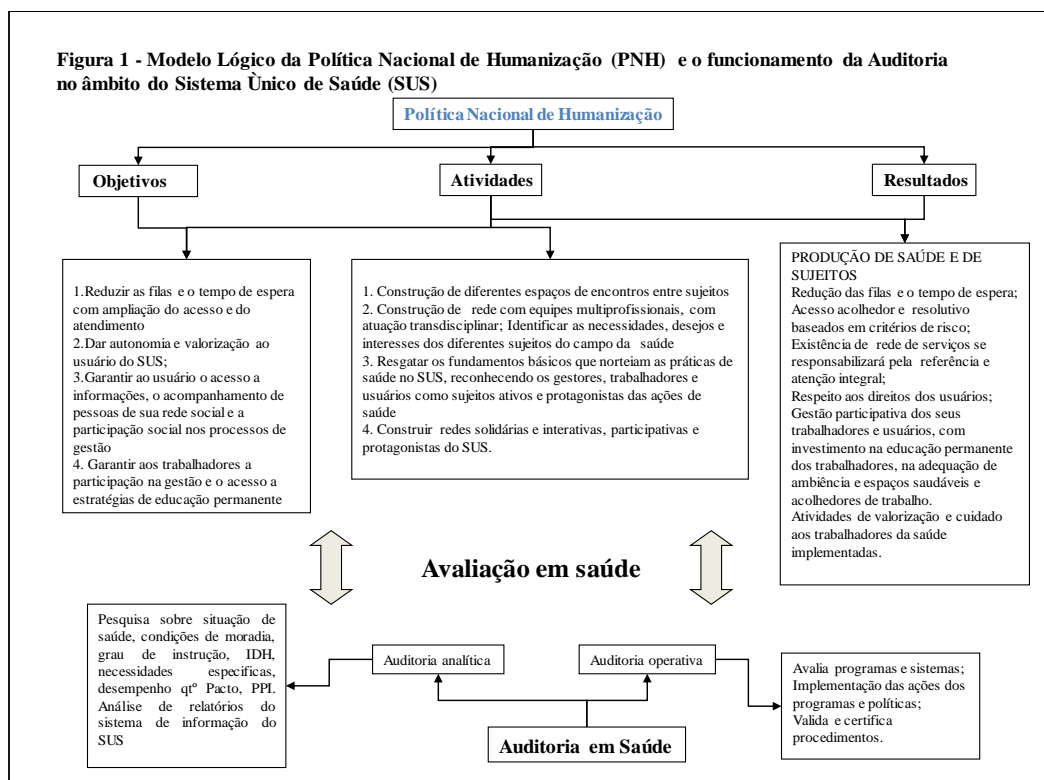 Figura 1 - Modelo Lógico da Política Nacional de Humanização (PNH) e o funcionamento da Auditoria
no âmbito do Sistema Ùnico de Saúde (SUS)
Política Nacional de Humanização
Objetivos
Atividades
Resultados
1.Reduzir as filas e o tempo de espera
com ampliação do acesso e do
atendimento
2.Dar autonomia e valorização ao
usuário do SUS;
3.Garantir ao usuário o acesso a
informações, o acompanhamento de
pessoas de sua rede social e a
participação social nos processos de
gestão
4. Garantir aos trabalhadores a
participação na gestão e o acesso a
estratégias de educação permanente
1. Construção de diferentes espaços de encontros entre sujeitos
2. Construção de rede com equipes multiprofissionais, com
atuação transdisciplinar; Identificar as necessidades, desejos e
interesses dos diferentes sujeitos do campo da saúde
3. Resgatar os fundamentos básicos que norteiam as práticas de
saúde no SUS, reconhecendo os gestores, trabalhadores e
usuários como sujeitos ativos e protagonistas das ações de
saúde
4. Construir redes solidárias e interativas, participativas e
protagonistas do SUS.
PRODUÇÃO DE SAÚDE E DE
SUJEITOS
Redução das filas e o tempo de espera;
Acesso acolhedor e resolutivo
baseados em critérios de risco;
Existência de rede de serviços se
responsabilizará pela referência e
atenção integral;
Respeito aos direitos dos usuários;
Gestão participativa dos seus
trabalhadores e usuários, com
investimento na educação permanente
dos trabalhadores, na adequação de
ambiência e espaços saudáveis e
acolhedores de trabalho.
Atividades de valorização e cuidado
aos trabalhadores da saúde
implementadas.
Avaliação em saúde
Pesquisa sobre situação de
saúde, condições de moradia,
grau de instrução, IDH,
necessidades especificas,
desempenho qtº Pacto, PPI.
Análise de relatórios do
sistema de informação do
SUS
Auditoria analítica
Auditoria operativa
Avalia programas e sistemas;
Implementação das ações dos
programas e políticas;
Valida e certifica
procedimentos.
Auditoria em Saúde